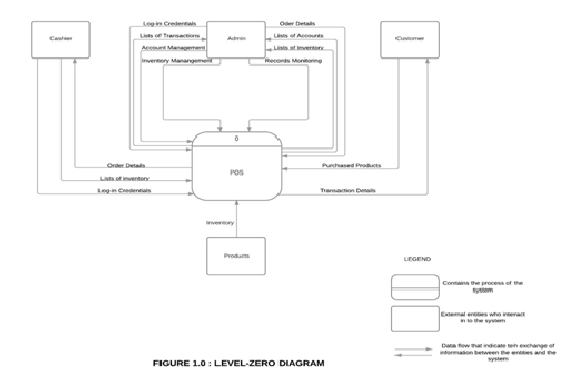 Log-in Credentials
Oder Details
Cashier
Lists of Transactions
Admin
Lists of Accounts
Customer
Account Management
Lists of Inventory
Inventory Mangement
Records Monitoring
0
POS
Order Details
Purchased Products
Lists of Inventory
Log-in Credentials
Transaction Details
Inventory
Products
LEGEND
Contains the process of the
system
External entities who interact
in to the system
Data flow that indicate teh exchange of
information between the entities and the
system
FIGURE 1.0 : LEVEL-ZERO DIAGRAM